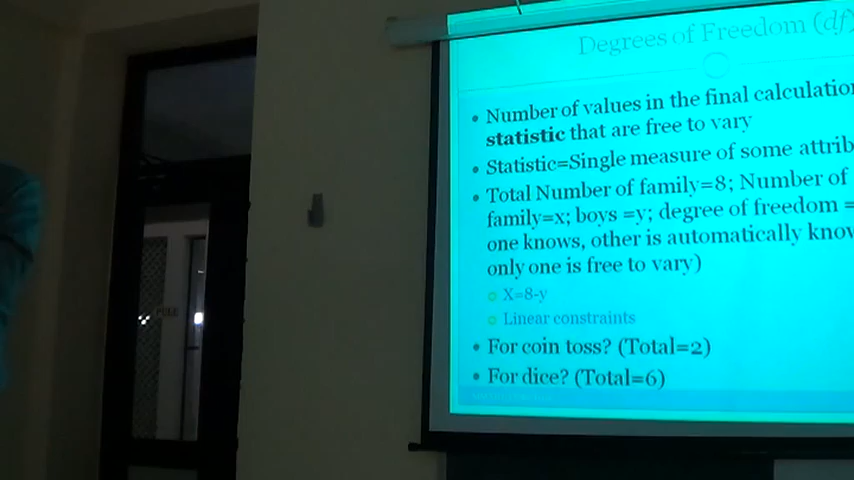 Degrees of Freedom (df)
• Number of values in the final calculation
statistic that are free to vary
• Statistic=Single measure of some attrib
• Total Number of family=8; Number of
family=x; boys =y; degree of freedom =
one knows, other is automatically know
only one is free to vary)
X=8-y
Linear constraints
• For coin toss? (Total=2)
• For dice? (Total=6)